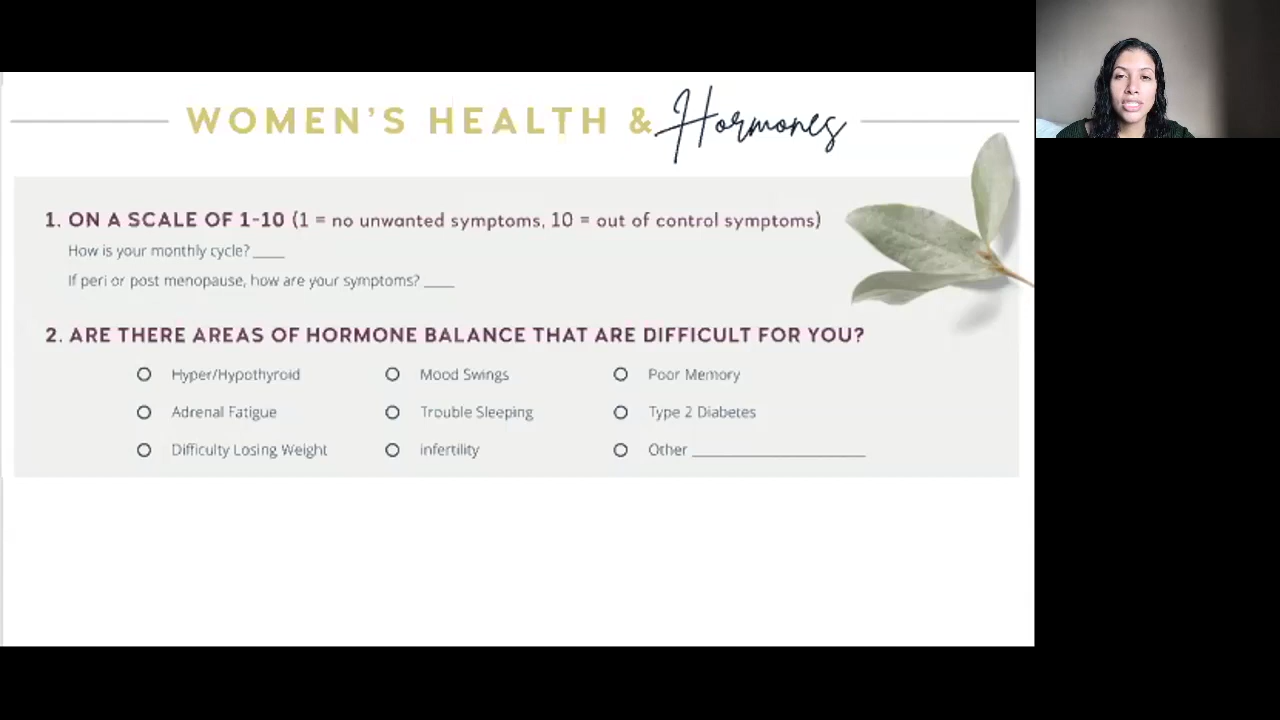 WOMEN'S HEALTH & Hormones
1. ON A SCALE OF 1-10 (1 = no unwanted symptoms, 10 = out of control symptoms)
How is your monthly cycle? ____
If peri or post menopause, how are your symptoms? ____
2. ARE THERE AREAS OF HORMONE BALANCE THAT ARE DIFFICULT FOR YOU?
Hyper/Hypothyroid Mood Swings Poor Memory
Adrenal Fatigue Trouble Sleeping Type 2 Diabetes
Difficulty Losing Weight infertility Other ______________________